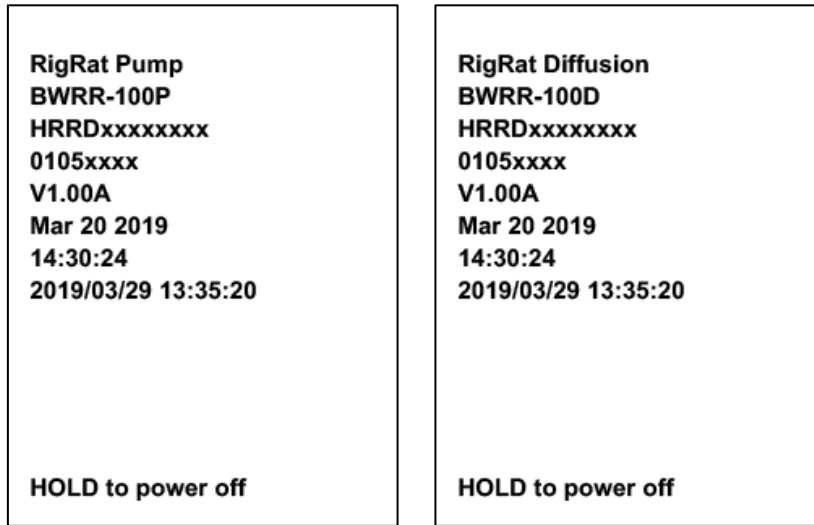 RigRat Pump
BWRR-100P
HRRDxxxxxxxx
0105xxxx
V1.00A
Mar 20 2019
14:30:24
2019/03/29 13:35:20
HOLD to power off
RigRat Diffusion
BWRR-100D
HRRDxxxxxxxx
0105xxxx
V1.00A
Mar 20 2019
14:30:24
2019/03/29 13:35:20
HOLD to power off